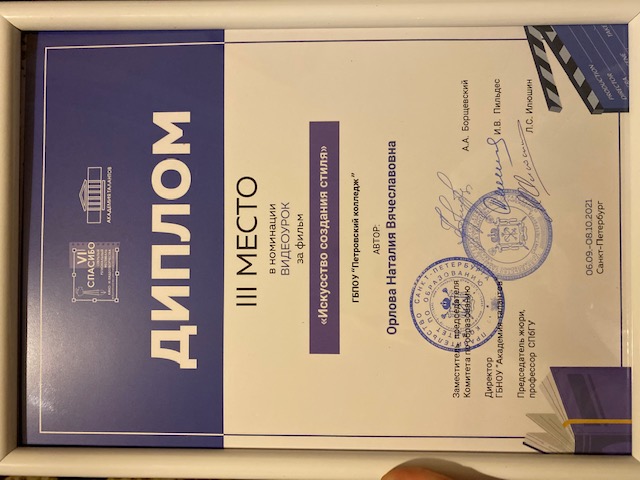 VI
СПАСИБО
АКАДЕМИЯ ТАЛАНТОВ
ДИПЛОМ
III МЕСТО
в номинации
ВИДЕОУРОК
за фильм
«Искусство создания стиля»
ГБПОУ "Петровский колледж"
АВТОР:
Орлова Наталия Вячеславовна
Заместитель председателя
Комитета по образованию
А.А. Борщевский
Директор
ГБНОУ "Академия талантов"
И.В. Пильдес
Председатель жюри,
профессор СПбГУ
Л.С. Илюшин
06.09.-08.10.2021
Санкт-Петербург
PRODUCTION
DIRECTOR